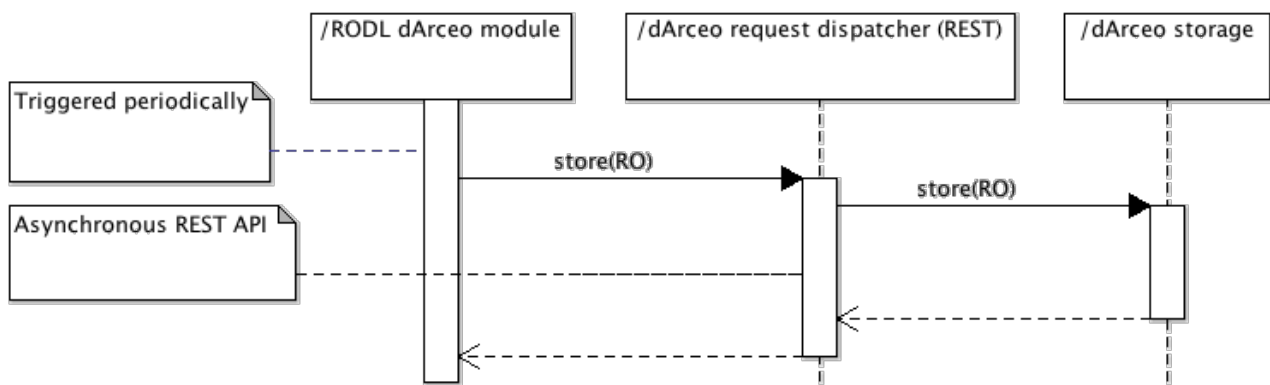 /RODL dArceo module
/dArceo request dispatcher (REST)
/dArceo storage
Triggered periodically
store(RO)
store(RO)
Asynchronous REST API